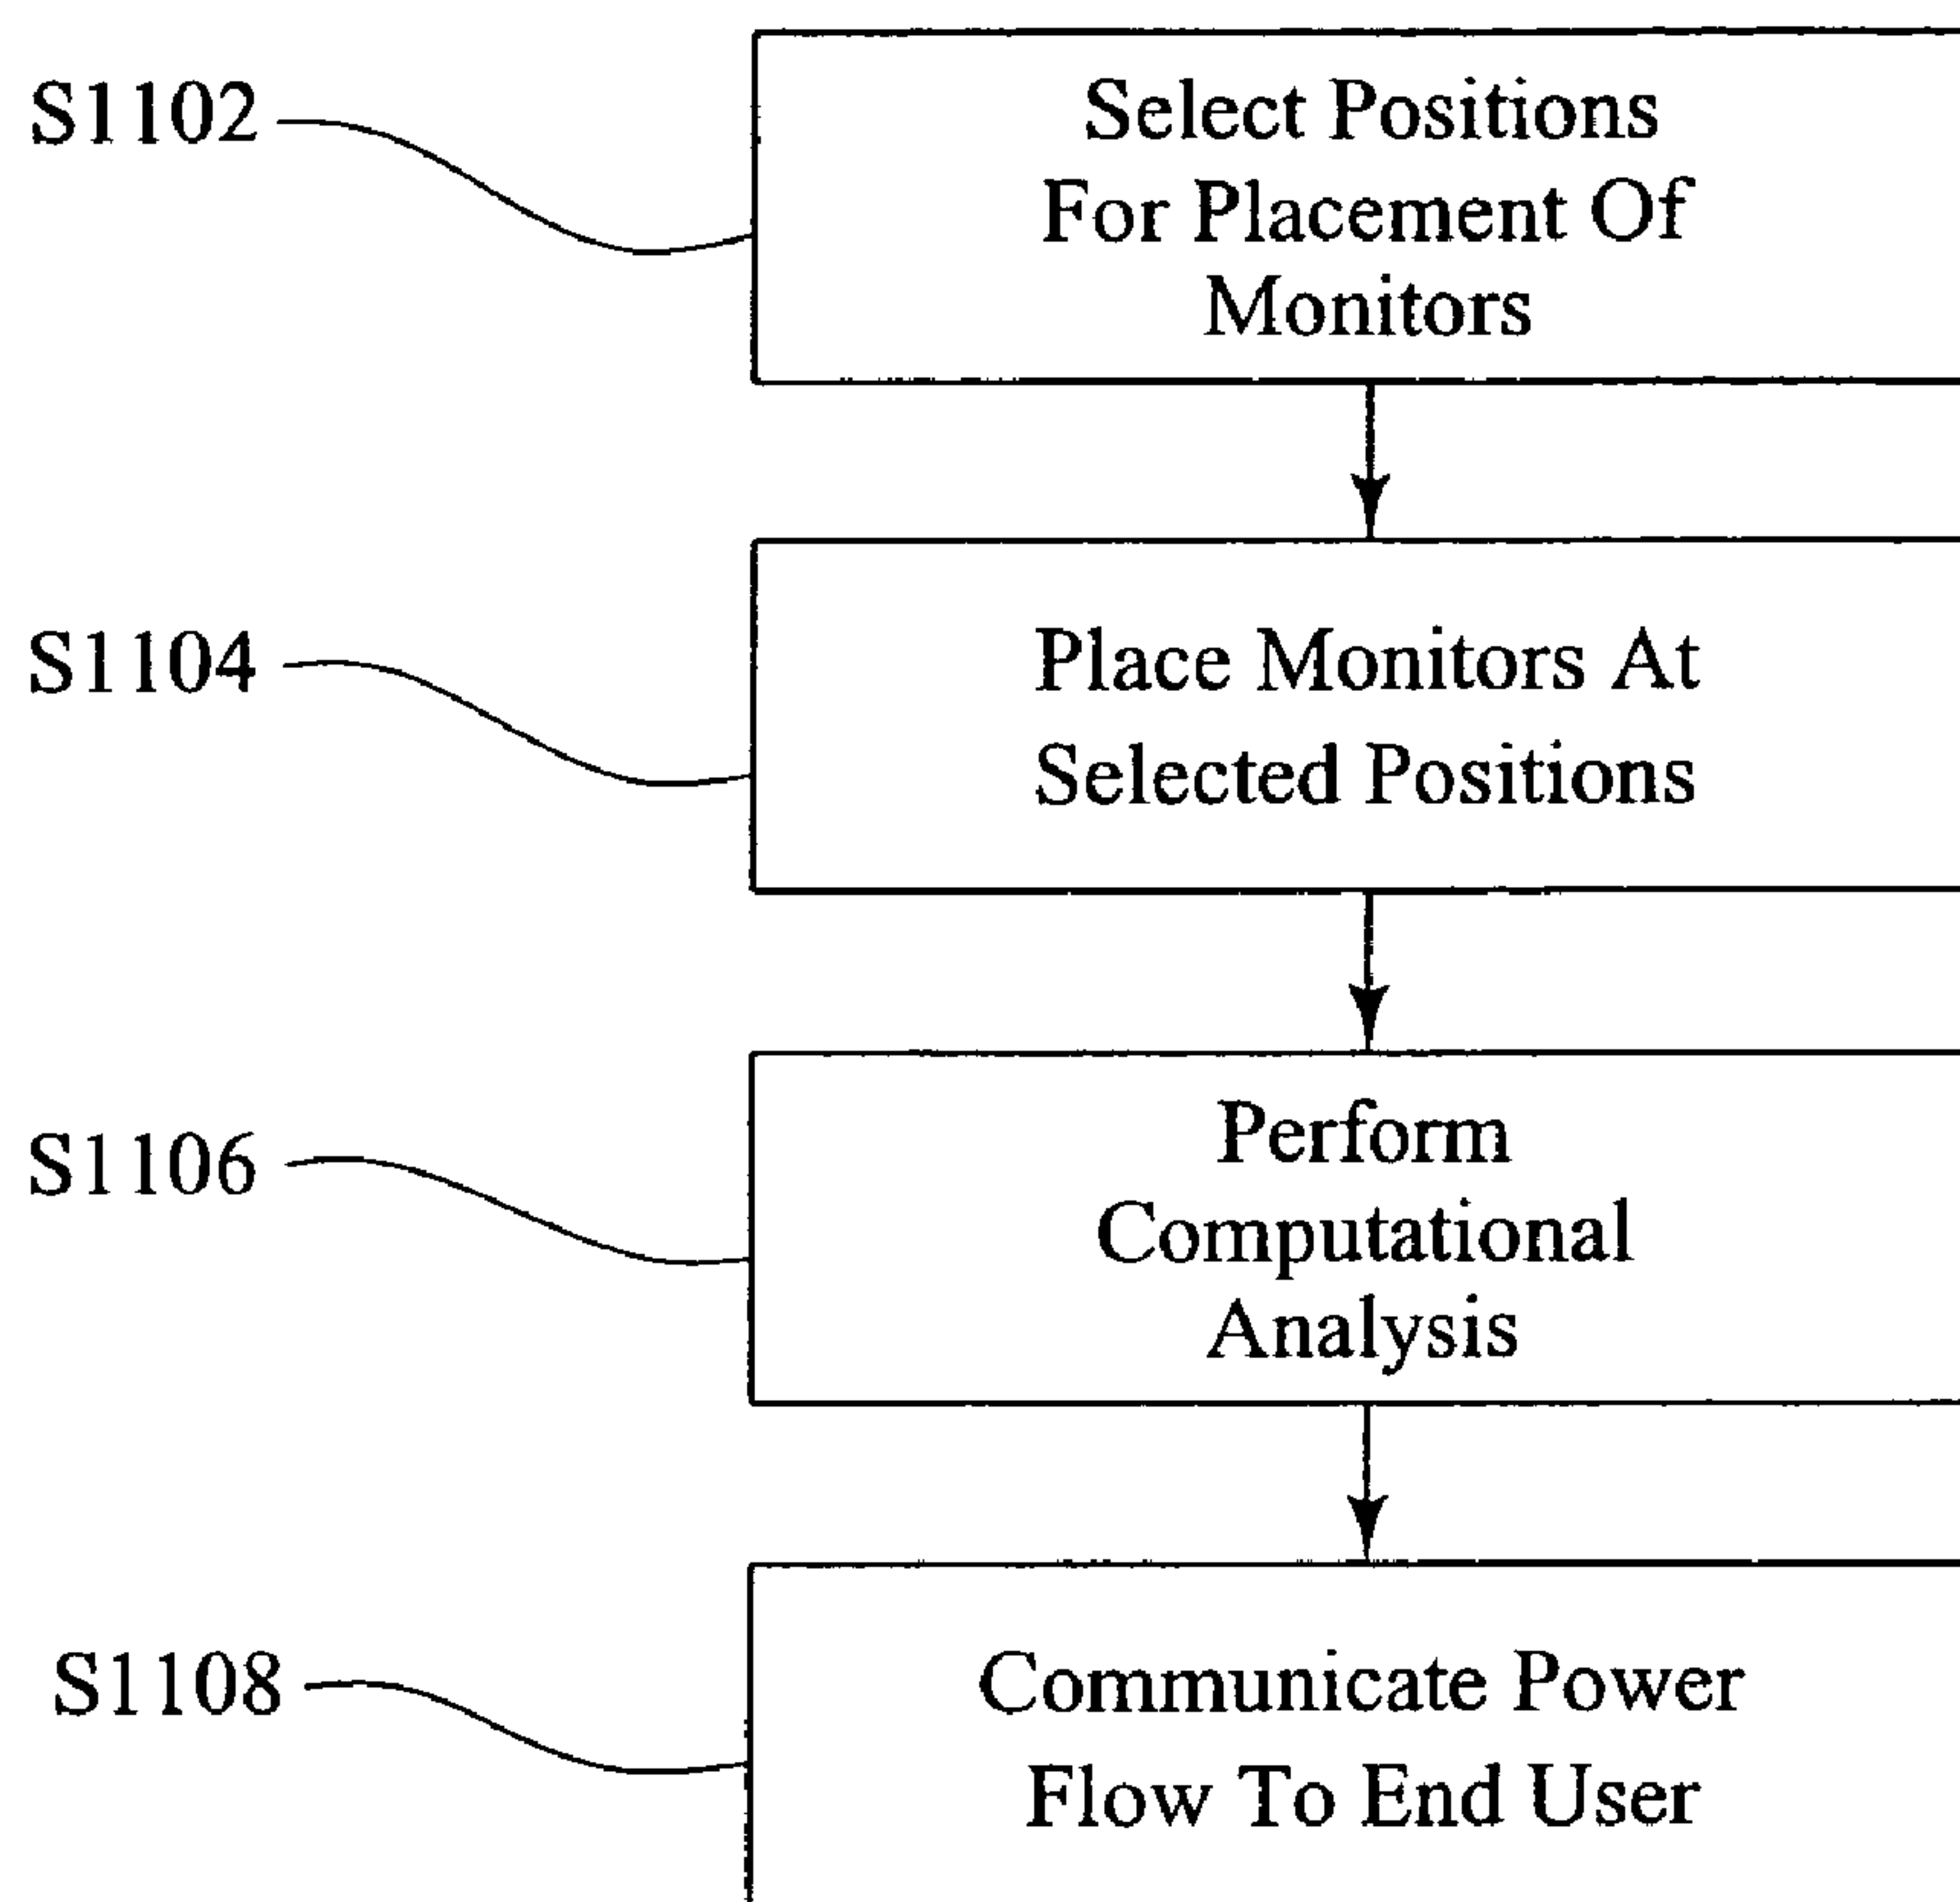 S1102
Select Positions
For Placement Of
Monitors
S1104
Place Monitors At
Selected Positions
S1106
Perform
Computational
Analysis
S1108
Communicate Power
Flow To End User